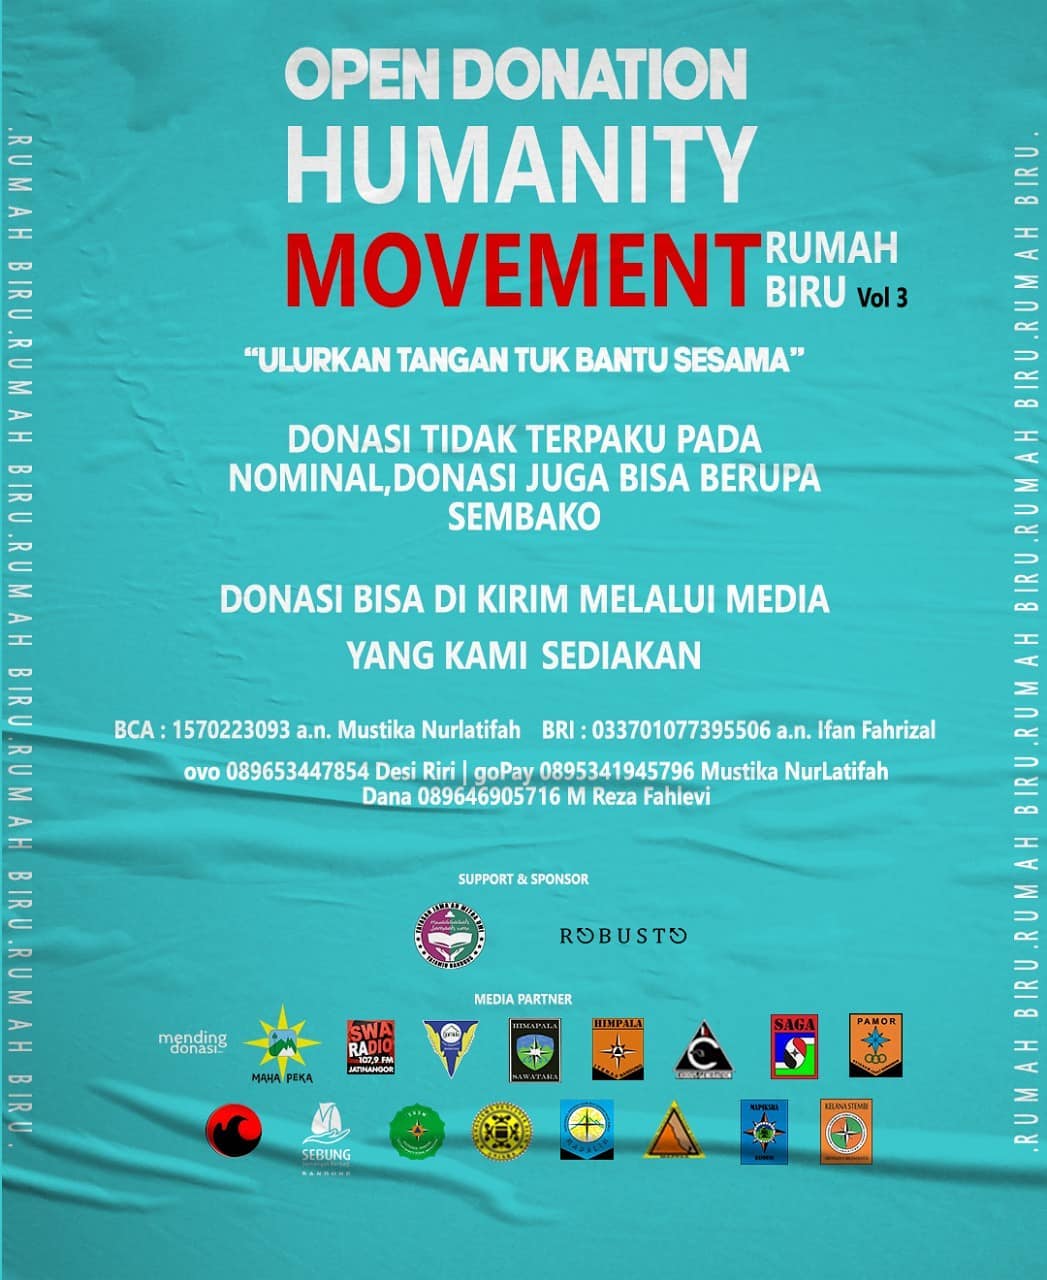 OPEN DONATION
HUMANITY
MOVEMENT
RUMAH
BIRU Vol 3
“ULURKAN TANGAN TUK BANTU SESAMA”
DONASI TIDAK TERPAKU PADA
NOMINAL,DONASI JUGA BISA BERUPA
SEMBAKO
DONASI BISA DI KIRIM MELALUI MEDIA
YANG KAMI SEDIAKAN
BCA : 1570223093 a.n. Mustika Nurlatifah BRI : 033701077395506 a.n. Ifan Fahrizal
ovo 089653447854 Desi Riri | goPay 0895341945796 Mustika NurLatifah
Dana 089646905716 M Reza Fahlevi
SUPPORT & SPONSOR
ROBUSTO
MEDIA PARTNER
mending
donasi
MAHA PEKA
SWA
RADIO
107,9 FM
JATINANGOR
HIMAPALA
SAWATARA
HIMPALA
EXODUS GENERATION
SAGA
PAMOR
SEBUNG
BANDUNG
MAPIKSHA
KELANA STEMBI
.RUMAH BIRU.RUMAH BIRU.RUMAH BIRU.RUMAH BIRU.RUMAH BIRU.
.RUMAH BIRU.RUMAH BIRU.RUMAH BIRU.RUMAH BIRU.RUMAH BIRU.